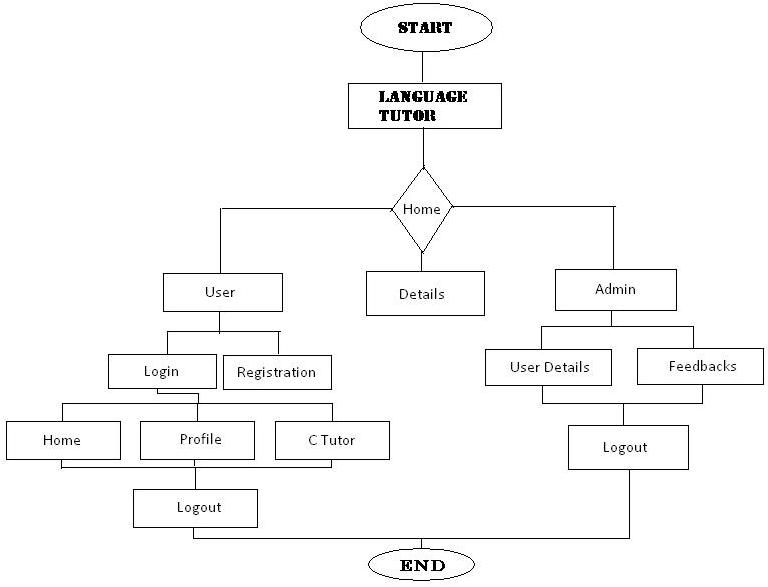 START
LANGUAGE
TUTOR
Home
User
Details
Admin
Login
Registration
User Details
Feedbacks
Home
Profile
C Tutor
Logout
Logout
END